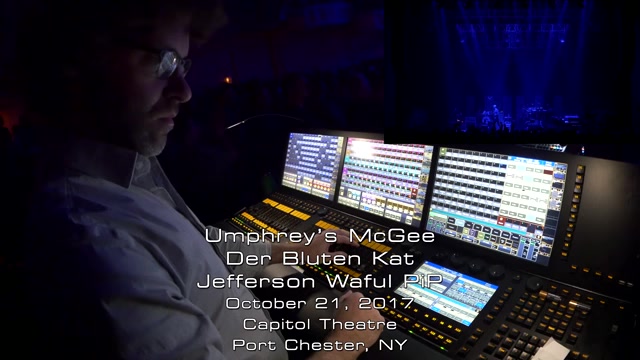 Umphrey's McGee
Der Bluten Kat
Jefferson Waful PiP
October 21, 2017
Capitol Theatre
Port Chester, NY